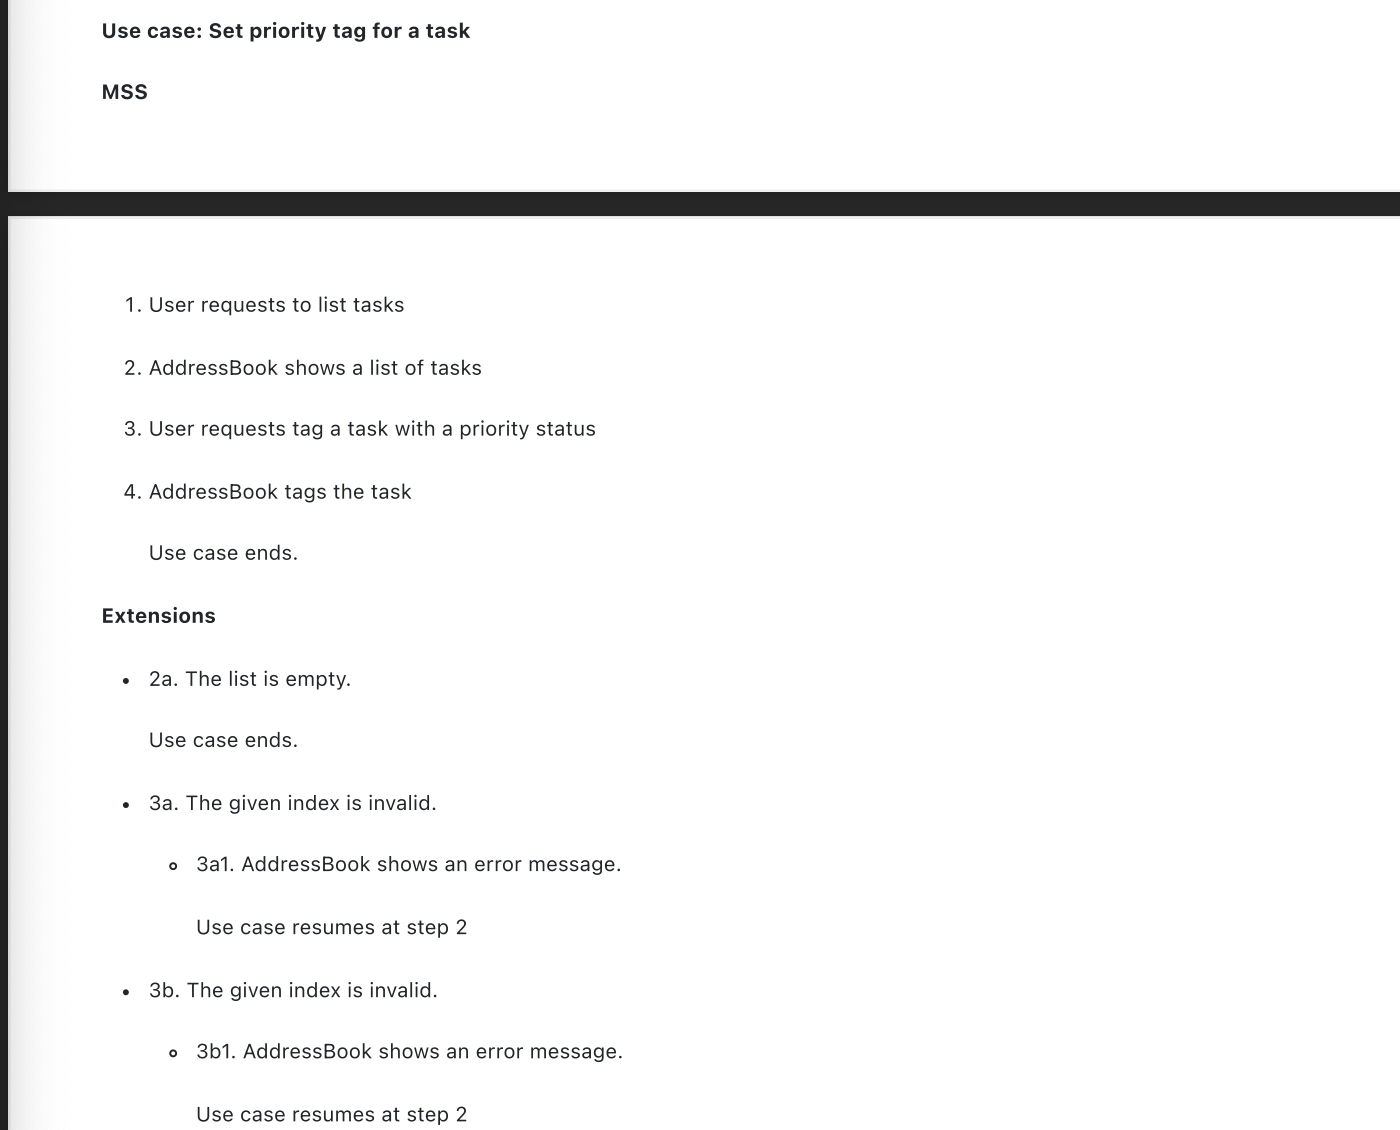 Use case: Set priority tag for a task
MSS
1. User requests to list tasks
2. AddressBook shows a list of tasks
3. User requests tag a task with a priority status
4. AddressBook tags the task
Use case ends.
Extensions
• 2a. The list is empty.
Use case ends.
• 3a. The given index is invalid.
◦ 3a1. AddressBook shows an error message.
Use case resumes at step 2
• 3b. The given index is invalid.
◦ 3b1. AddressBook shows an error message.
Use case resumes at step 2